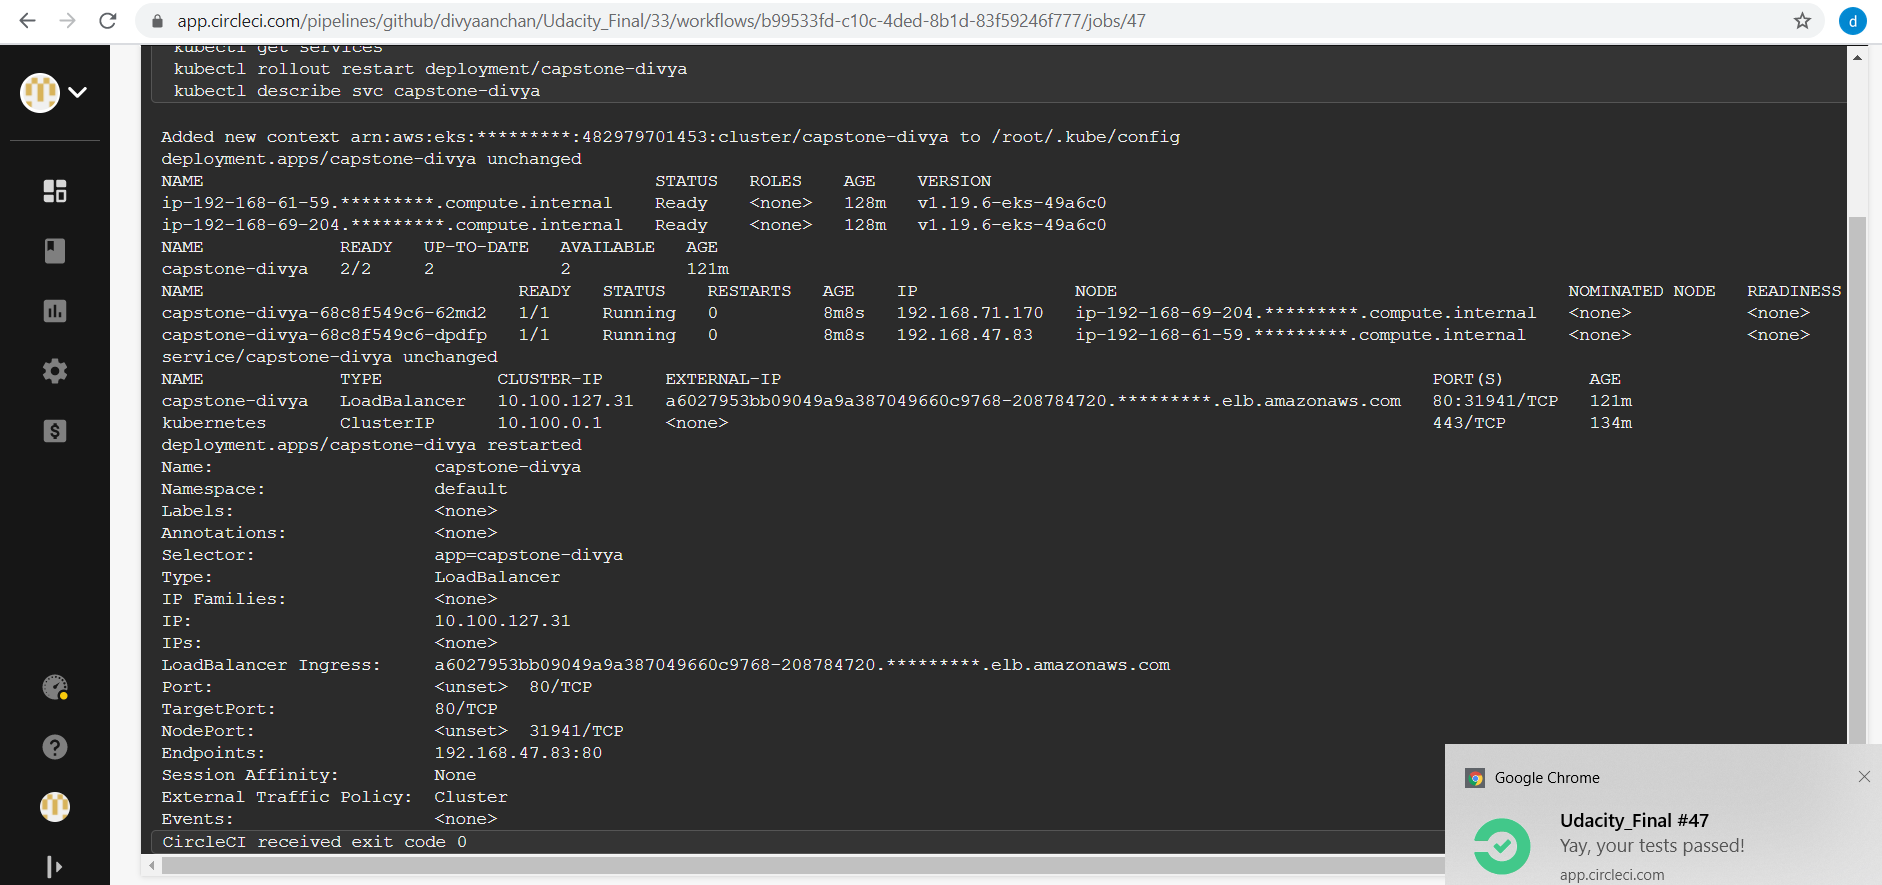 app.circleci.com/pipelines/github/divyaanchan/Udacity_Final/33/workflows/b99533fd-c10c-4ded-8b1d-83f59246f777/jobs/47
d
kubectl get services
kubectl rollout restart deployment/capstone-divya
kubectl describe svc capstone-divya
Added new context arn:aws:eks:*********:482979701453:cluster/capstone-divya to /root/.kube/config
deployment.apps/capstone-divya unchanged
NAME STATUS ROLES AGE VERSION
ip-192-168-61-59.*********.compute.internal Ready <none> 128m v1.19.6-eks-49a6c0
ip-192-168-69-204.*********.compute.internal Ready <none> 128m v1.19.6-eks-49a6c0
NAME READY UP-TO-DATE AVAILABLE AGE
capstone-divya 2/2 2 2 121m
NAME READY STATUS RESTARTS AGE IP NODE NOMINATED NODE READINESS
capstone-divya-68c8f549c6-62md2 1/1 Running 0 8m8s 192.168.71.170 ip-192-168-69-204.*********.compute.internal <none> <none>
capstone-divya-68c8f549c6-dpdfp 1/1 Running 0 8m8s 192.168.47.83 ip-192-168-61-59.*********.compute.internal <none> <none>
service/capstone-divya unchanged
NAME TYPE CLUSTER-IP EXTERNAL-IP PORT(S) AGE
capstone-divya LoadBalancer 10.100.127.31 a6027953bb09049a9a387049660c9768-208784720.*********.elb.amazonaws.com 80:31941/TCP 121m
kubernetes ClusterIP 10.100.0.1 <none> 443/TCP 134m
deployment.apps/capstone-divya restarted
Name: capstone-divya
Namespace: default
Labels: <none>
Annotations: <none>
Selector: app=capstone-divya
Type: LoadBalancer
IP Families: <none>
IP: 10.100.127.31
IPs: <none>
LoadBalancer Ingress: a6027953bb09049a9a387049660c9768-208784720.*********.elb.amazonaws.com
Port: <unset> 80/TCP
TargetPort: 80/TCP
NodePort: <unset> 31941/TCP
Endpoints: 192.168.47.83:80
Session Affinity: None
External Traffic Policy: Cluster
Events: <none>
CircleCI received exit code 0
Google Chrome
Udacity_Final #47
Yay, your tests passed!
app.circleci.com